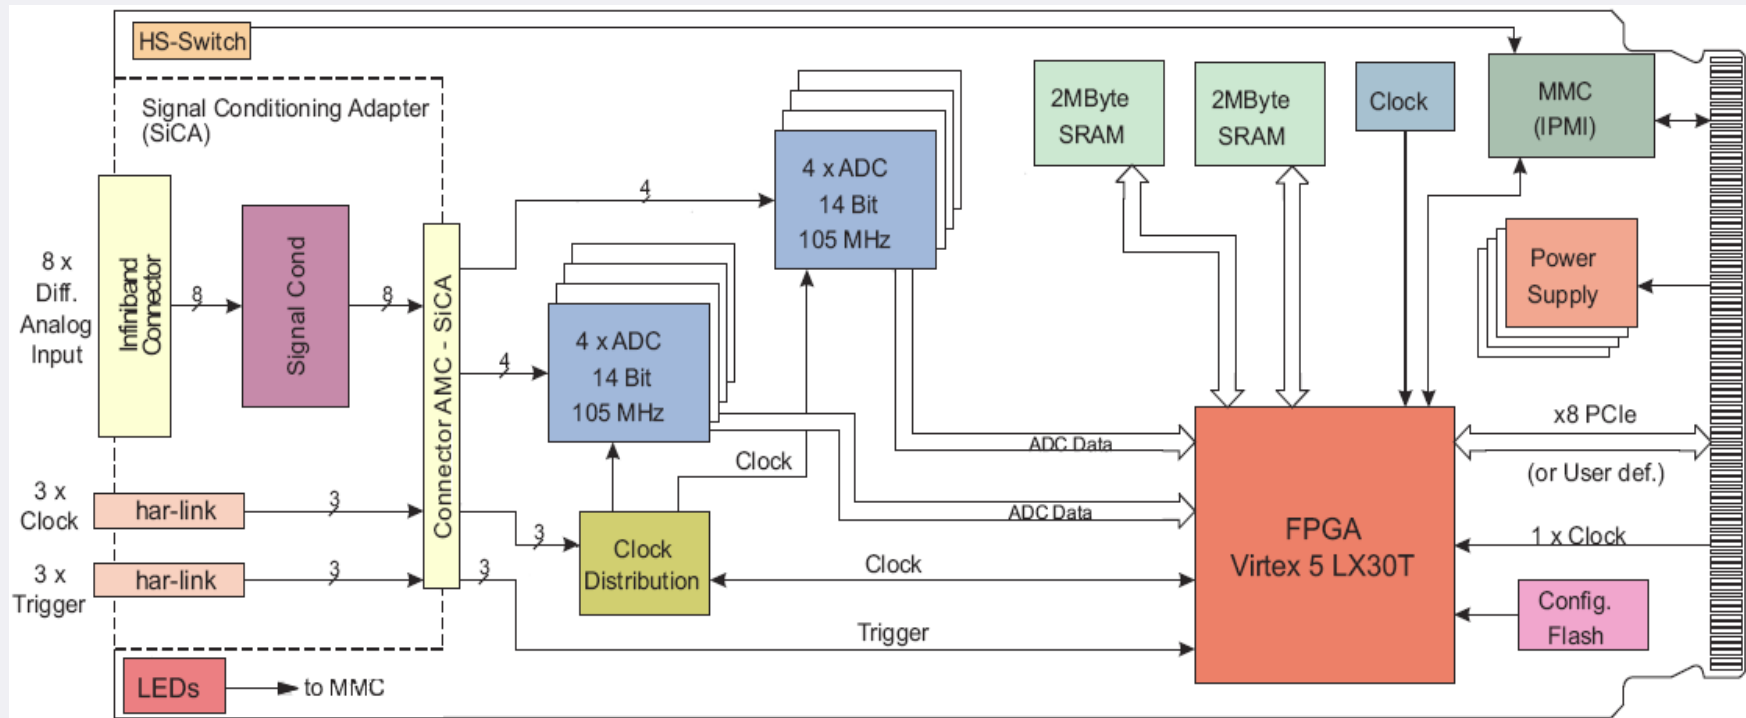 HS-Switch
Signal Conditioning Adapter
(SiCA)
8 x
Diff.
Analog
Input
Infiniband
Connector
8
Signal Cond
8
Connector AMC - SiCA
3 x
Clock
har-link
3
3 x
Trigger
har-link
3
LEDs
to MMC
4
4 x ADC
14 Bit
105 MHz
4
4 x ADC
14 Bit
105 MHz
Clock
3
Clock
Distribution
3
Clock
Trigger
ADC Data
ADC Data
2MByte
SRAM
2MByte
SRAM
Clock
MMC
(IPMI)
Power
Supply
FPGA
Virtex 5 LX30T
x8 PCIe
(or User def.)
1 x Clock
Config.
Flash